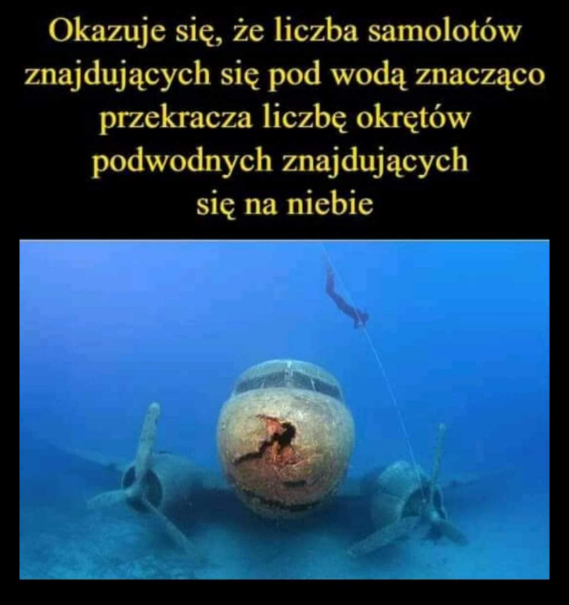 Okazuje się, że liczba samolotów
znajdujących się pod wodą znacząco
przekracza liczbę okrętów
podwodnych znajdujących
się na niebie